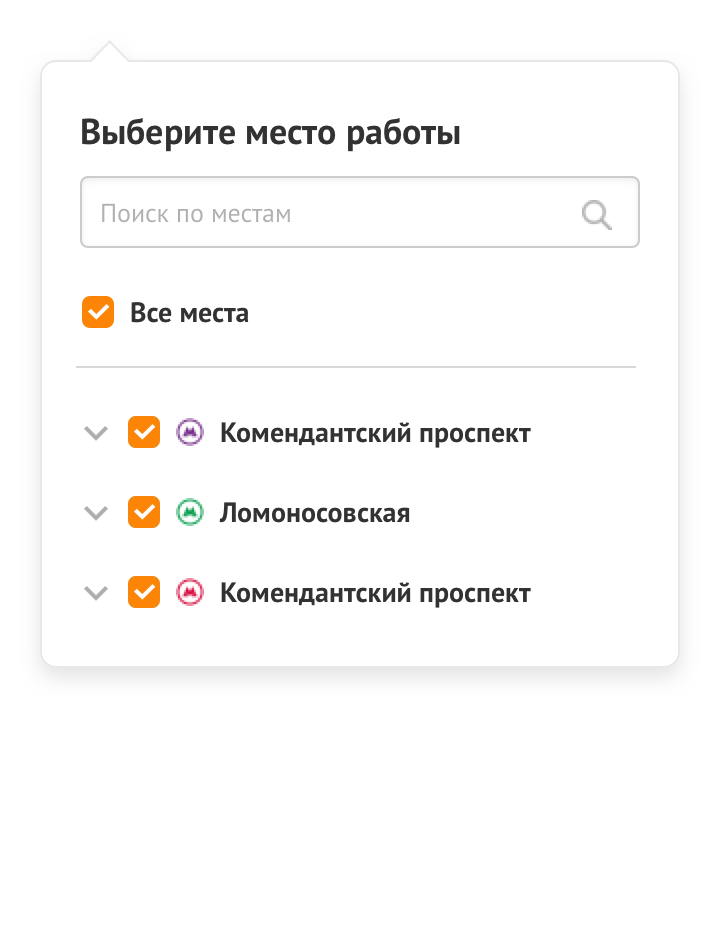 Выберите место работы
Поиск по местам
Все места
Комендантский проспект
Ломоносовская
Комендантский проспект